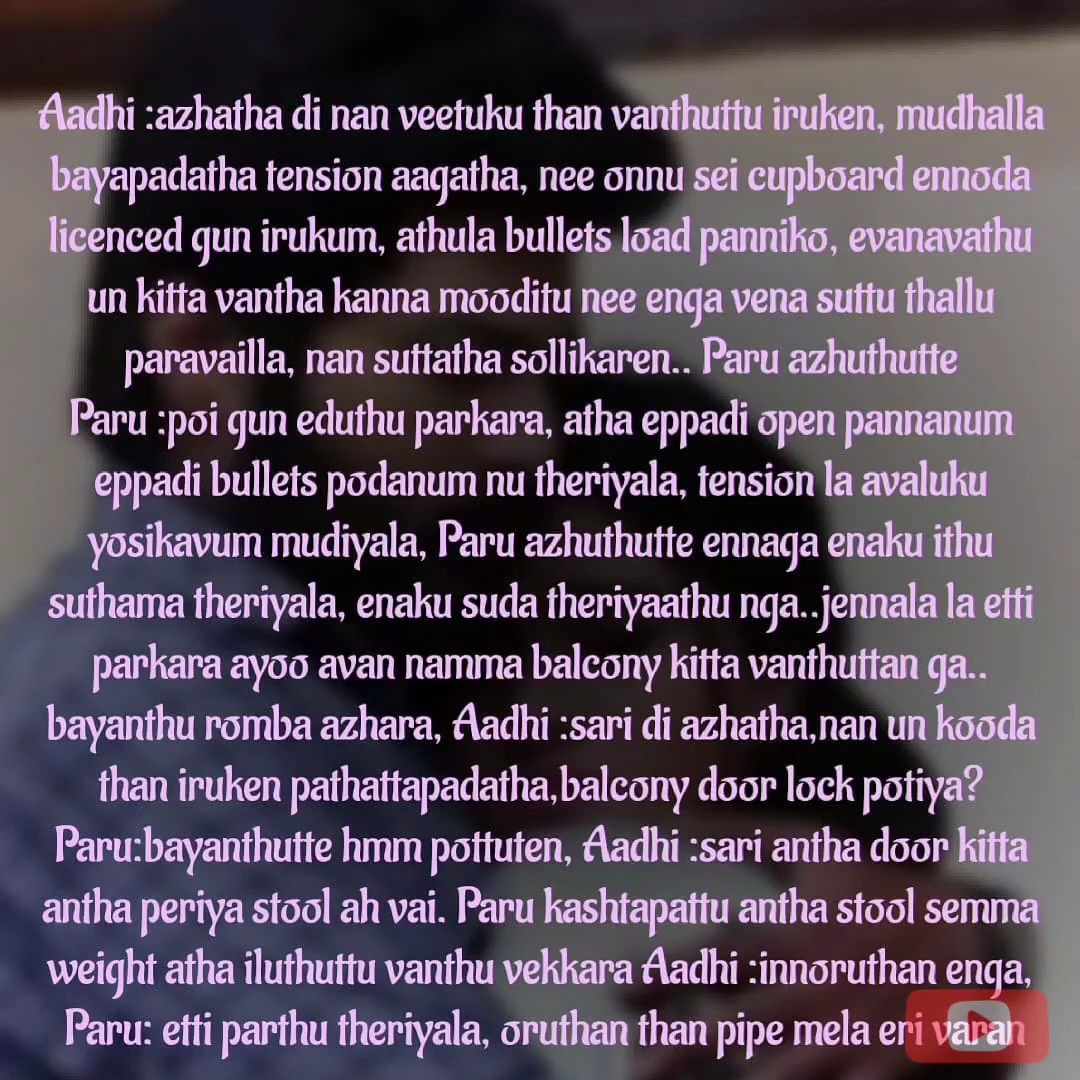 Aadhi :azhatha di nan veetuku than vanthuttu iruken, mudhalla
bayapadatha tension aagatha, nee onnu sei cupboard ennoda
licenced gun irukum, athula bullets load panniko, evanavathu
un kitta vantha kanna mooditu nee enga vena suttu thallu
paravailla, nan suttatha sollikaren.. Paru azhuthutte
Paru :poi gun eduthu parkara, atha eppadi open pannanum
eppadi bullets podanum nu theriyala, tension la avaluku
yosikavum mudiyala, Paru azhuthutte ennaga enaku ithu
suthama theriyala, enaku suda theriyaathu nga..jennala la etti
parkara ayoo avan namma balcony kitta vanthuttan ga..
bayanthu romba azhara, Aadhi :sari di azhatha,nan un kooda
than iruken pathattapadatha,balcony door lock potiya?
Paru:bayanthutte hmm pottuten, Aadhi :sari antha door kitta
antha periya stool ah vai. Paru kashtapattu antha stool semma
weight atha iluthuttu vanthu vekkara Aadhi :innoruthan enga,
Paru: etti parthu theriyala, oruthan than pipe mela eri varan